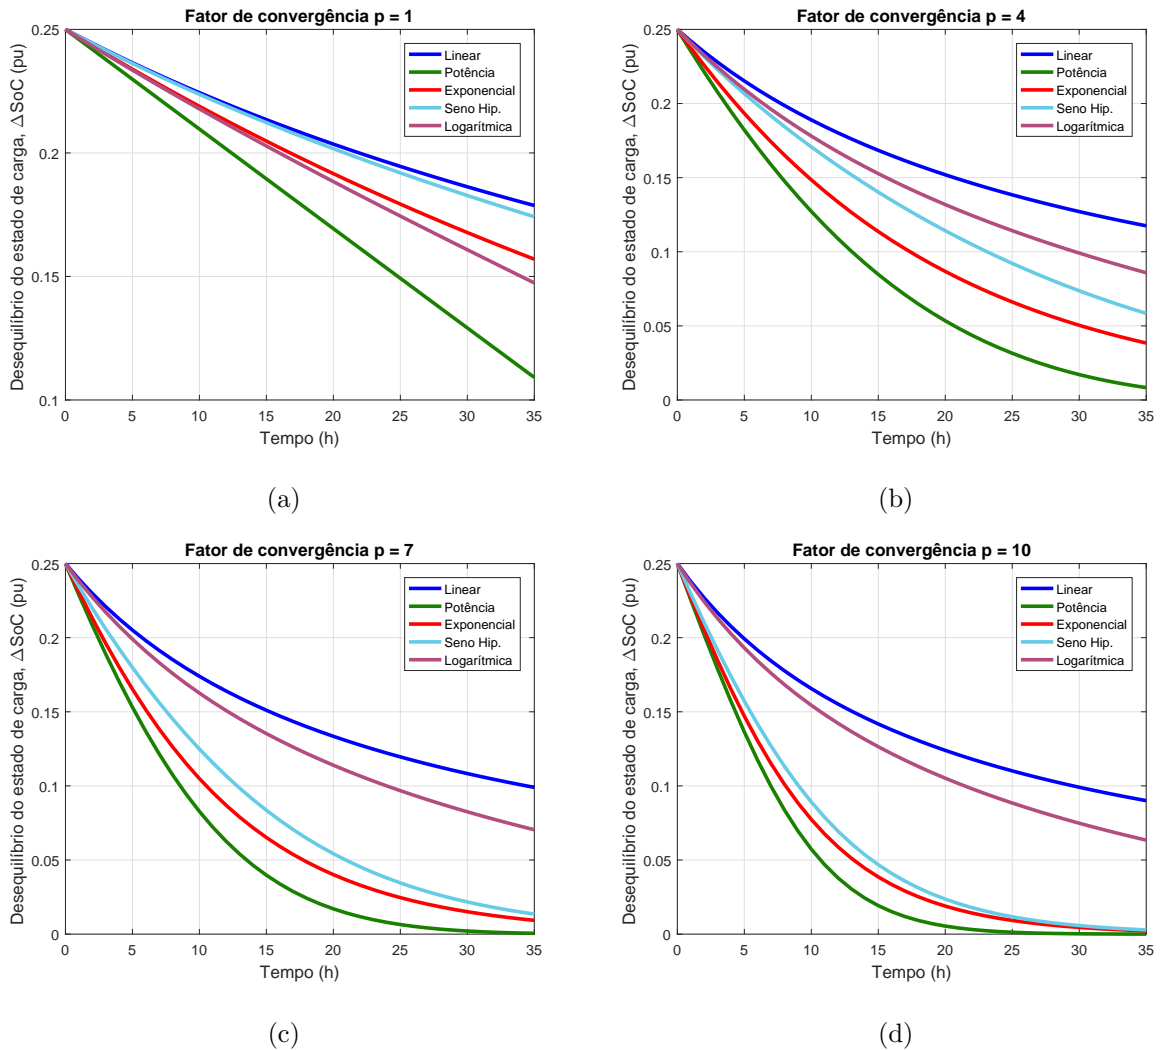 Fator de convergência p = 1
Desequilíbrio do estado de carga, △SoC (pu)
0.25
0.2
0.15
0.1
Linear
Potência
Exponencial
Seno Hip.
Logarítmica
0 5 10 15 20 25 30 35
Tempo (h)
(a)
Fator de convergência p = 4
Desequilíbrio do estado de carga, △SoC (pu)
0.25
0.2
0.15
0.1
0.05
0
Linear
Potência
Exponencial
Seno Hip.
Logarítmica
0 5 10 15 20 25 30 35
Tempo (h)
(b)
Fator de convergência p = 7
Desequilíbrio do estado de carga, △SoC (pu)
0.25
0.2
0.15
0.1
0.05
0
Linear
Potência
Exponencial
Seno Hip.
Logarítmica
0 5 10 15 20 25 30 35
Tempo (h)
(c)
Fator de convergência p = 10
Desequilíbrio do estado de carga, △SoC (pu)
0.25
0.2
0.15
0.1
0.05
0
Linear
Potência
Exponencial
Seno Hip.
Logarítmica
0 5 10 15 20 25 30 35
Tempo (h)
(d)